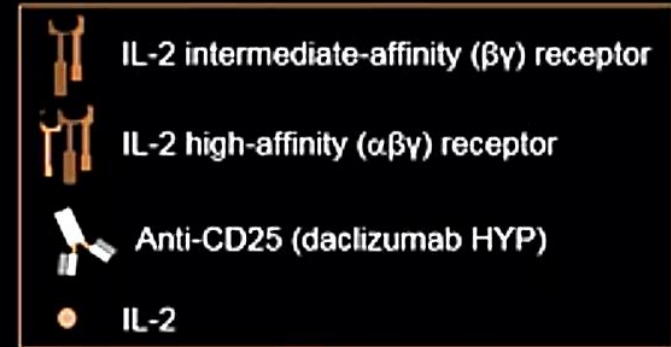 IL-2 intermediate-affinity (βγ) receptor
IL-2 high-affinity (αβγ) receptor
Anti-CD25 (daclizumab HYP)
IL-2